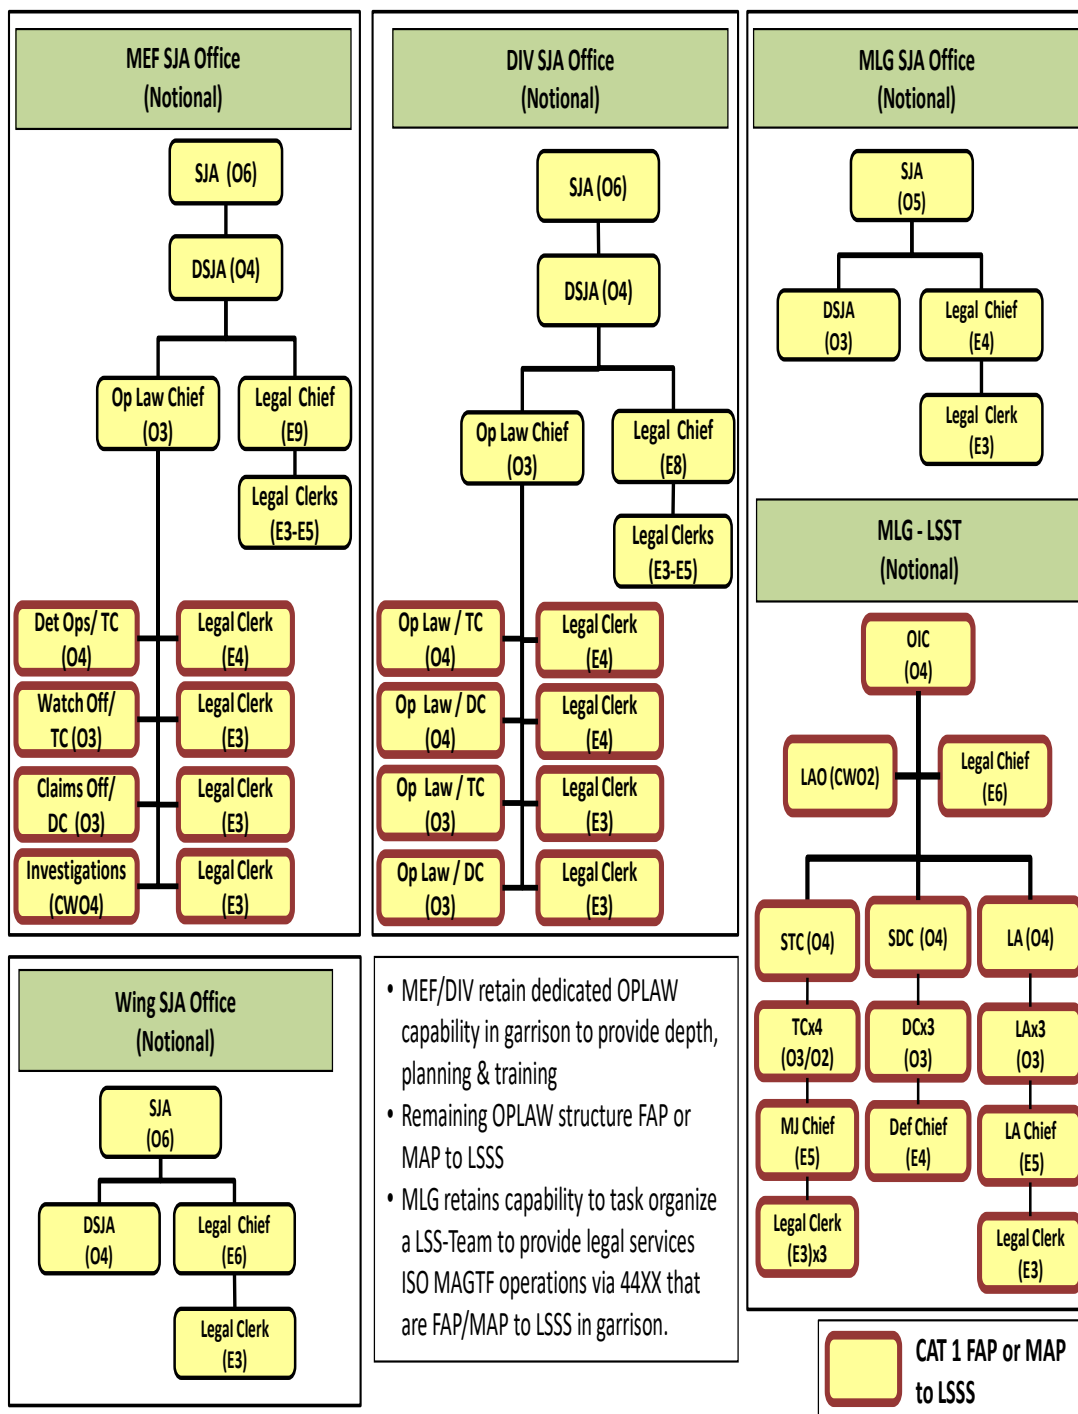 MEF SJA Office
(Notional)
SJA (O6)
DSJA (O4)
Op Law Chief
(O3)
Legal Chief
(E9)
Legal Clerks
(E3-E5)
Det Ops/ TC
(O4)
Legal Clerk
(E4)
Watch Off/
TC (O3)
Legal Clerk
(E3)
Claims Off/
DC (O3)
Legal Clerk
(E3)
Investigations
(CWO4)
Legal Clerk
(E3)
DIV SJA Office
(Notional)
SJA (O6)
DSJA (O4)
Op Law Chief
(O3)
Legal Chief
(E8)
Legal Clerks
(E3-E5)
Op Law / TC
(O4)
Legal Clerk
(E4)
Op Law / DC
(O4)
Legal Clerk
(E4)
Op Law / TC
(O3)
Legal Clerk
(E3)
Op Law / DC
(O3)
Legal Clerk
(E3)
MLG SJA Office
(Notional)
SJA
(O5)
DSJA
(O3)
Legal Chief
(E4)
Legal Clerk
(E3)
MLG - LSST
(Notional)
OIC
(O4)
LAO (CWO2)
Legal Chief
(E6)
STC (O4)
SDC (O4)
LA (O4)
TCx4
(O3/O2)
DCx3
(O3)
LAx3
(O3)
MJ Chief
(E5)
Def Chief
(E4)
LA Chief
(E5)
Legal Clerk
(E3)x3
Legal Clerk
(E3)
Wing SJA Office
(Notional)
SJA
(O6)
DSJA
(O4)
Legal Chief
(E6)
Legal Clerk
(E3)
• MEF/DIV retain dedicated OPLAW
capability in garrison to provide depth,
planning & training
• Remaining OPLAW structure FAP or
MAP to LSSS
• MLG retains capability to task organize
a LSS-Team to provide legal services
ISO MAGTF operations via 44XX that
are FAP/MAP to LSSS in garrison.
CAT 1 FAP or MAP
to LSSS